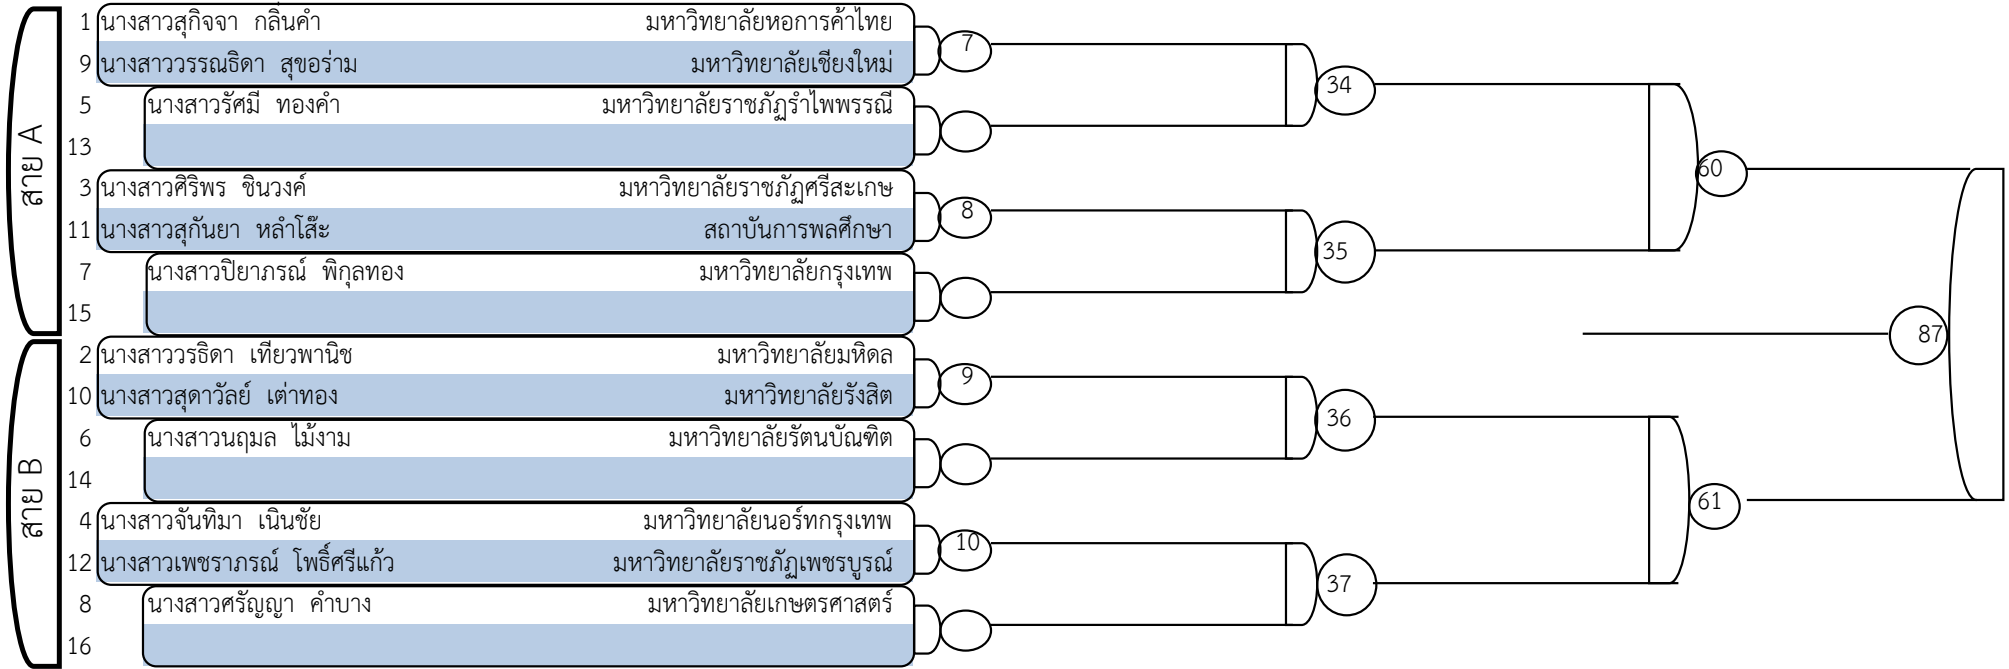 สาย A
1 นางสาวสุกิจจา กลิ่นคำ มหาวิทยาลัยหอการค้าไทย
9 นางสาววรรณธิดา สุขอร่าม มหาวิทยาลัยเชียงใหม่
7
5 นางสาวรัศมี ทองคำ มหาวิทยาลัยราชภัฏรำไพพรรณี
13
34
3 นางสาวศิริพร ชินวงค์ มหาวิทยาลัยราชภัฏศรีสะเกษ
11 นางสาวสุกันยา หลำโส๊ะ สถาบันการพลศึกษา
8
60
7 นางสาวปิยาภรณ์ พิกุลทอง มหาวิทยาลัยกรุงเทพ
15
35
87
สาย B
2 นางสาววรธิดา เทียวพานิช มหาวิทยาลัยมหิดล
10 นางสาวสุดาวัลย์ เต่าทอง มหาวิทยาลัยรังสิต
9
6 นางสาวนฤมล ไม้งาม มหาวิทยาลัยรัตนบัณฑิต
14
36
4 นางสาวจันทิมา เนินชัย มหาวิทยาลัยนอร์ทกรุงเทพ
12 นางสาวเพชราภรณ์ โพธิ์ศรีแก้ว มหาวิทยาลัยราชภัฏเพชรบูรณ์
10
61
8 นางสาวศรัญญา คำบาง มหาวิทยาลัยเกษตรศาสตร์
16
37